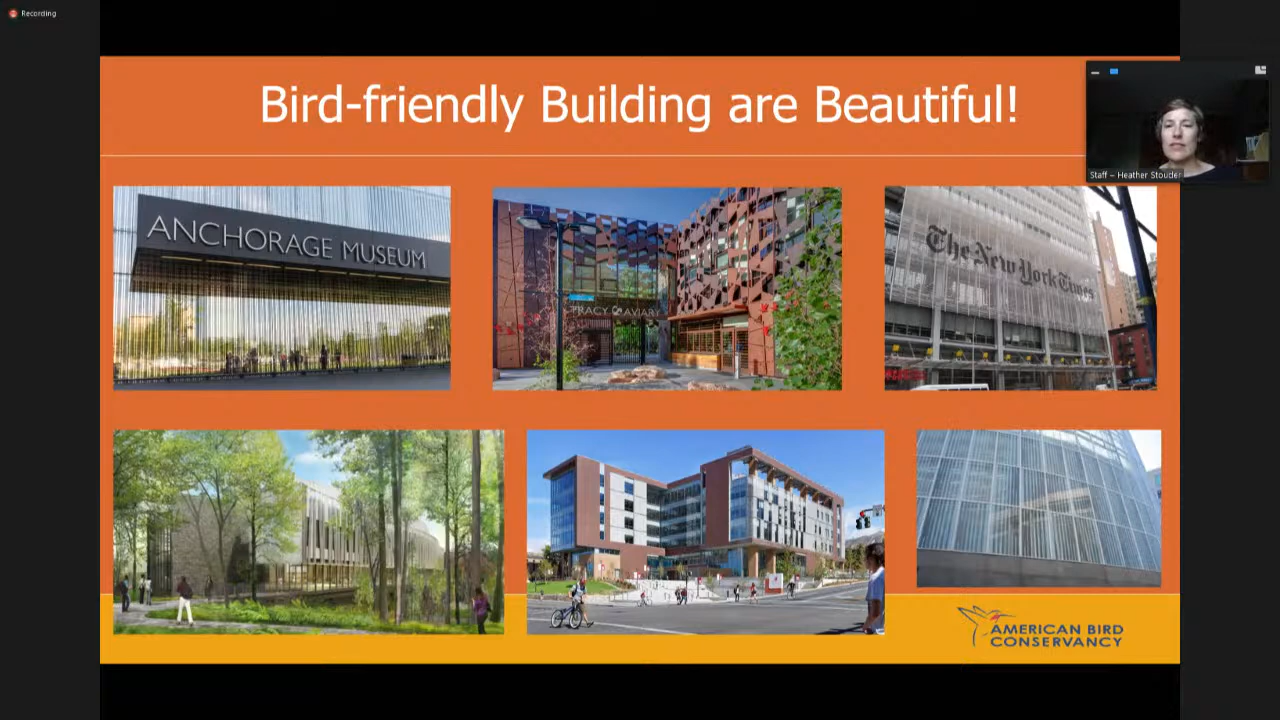 Recording
Bird-friendly Building are Beautiful!
Staff – Heather Stouder
ANCHORAGE MUSEUM
TRACY AVIARY
The New York Times
AMERICAN BIRD
CONSERVANCY